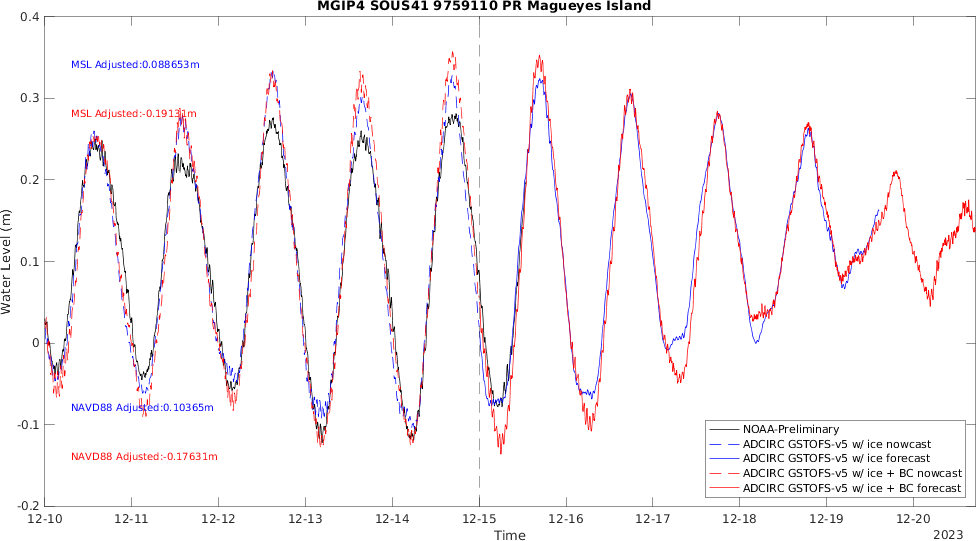 MGIP4 SOUS41 9759110 PR Magueyes Island
0.4
0.3
0.2
0.1
0
-0.1
-0.2
Water Level (m)
MSL Adjusted:0.088653m
MSL Adjusted:-0.19131m
NAVD88 Adjusted:0.10365m
NAVD88 Adjusted:-0.17631m
NOAA-Preliminary
ADCIRC GSTOFS-v5 w/ ice nowcast
ADCIRC GSTOFS-v5 w/ ice forecast
ADCIRC GSTOFS-v5 w/ ice + BC nowcast
ADCIRC GSTOFS-v5 w/ ice + BC forecast
12-10 12-11 12-12 12-13 12-14 12-15 12-16 12-17 12-18 12-19 12-20
Time
2023